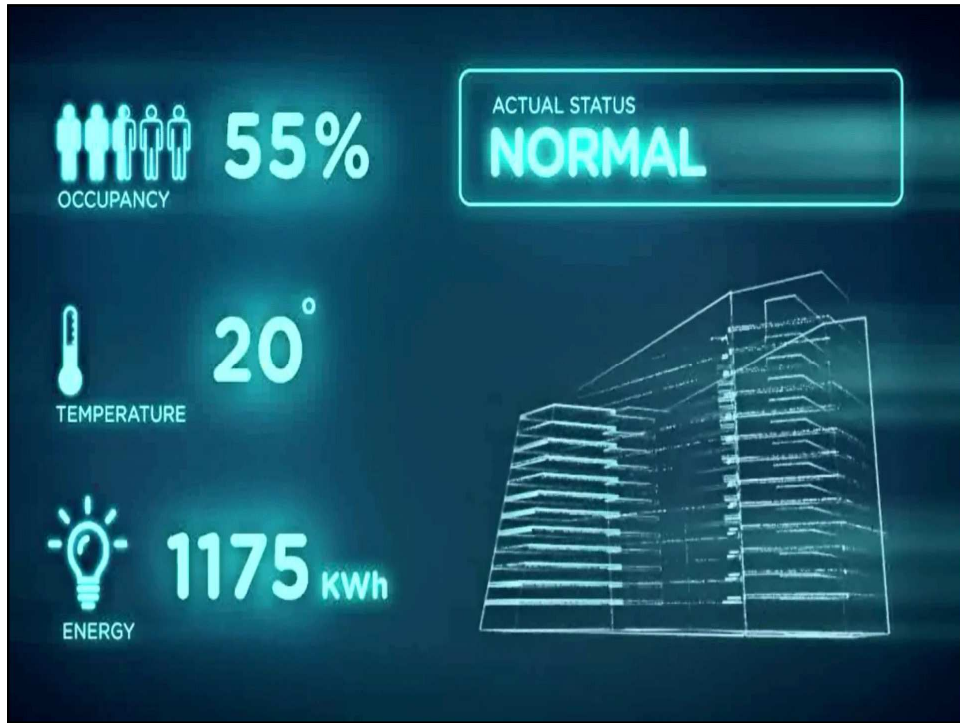 55%
OCCUPANCY
ACTUAL STATUS
NORMAL
20°
TEMPERATURE
1175 KWh
ENERGY